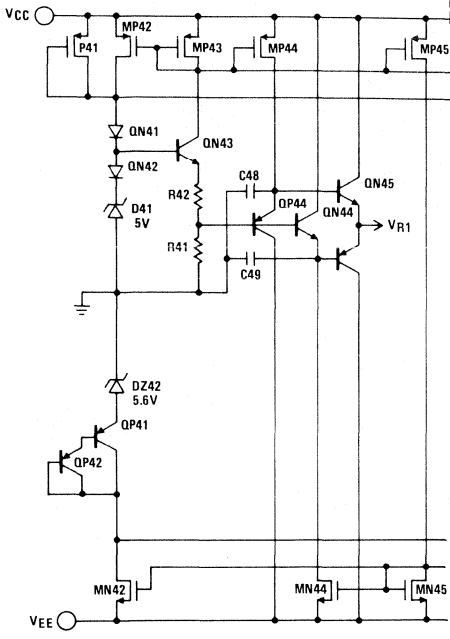 VCC
MP42
P41
MP43
MP44
MP45
QN41
QN43
QN42
C48
QN45
R42
QP44
QN44
D41
5V
VR1
R41
C49
DZ42
5.6V
QP41
QP42
MN42
MN44
MN45
VEE